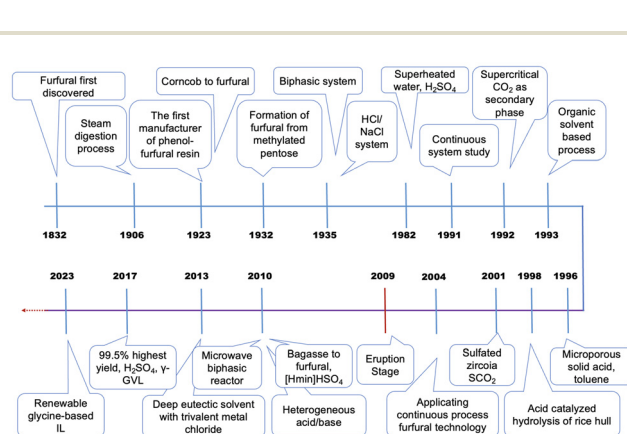 Furfural first
discovered
Corncob to furfural
Biphasic system
Superheated
water, H₂SO₄
Supercritical
CO₂ as
secondary
phase
Steam
digestion
process
The first
manufacturer
of phenol-
furfural resin
Formation of
furfural from
methylated
pentose
HCl/
NaCl
system
Continuous
system study
Organic
solvent
based
process
1832 1906 1923 1932 1935 1982 1991 1992 1993
2023 2017 2013 2010 2009 2004 2001 1998 1996
99.5% highest
yield, H₂SO₄, γ-
GVL
Microwave
biphasic
reactor
Bagasse to
furfural,
[Hmin]HSO₄
Eruption
Stage
Sulfated
zircoia
SCO₂
Microporous
solid acid,
toluene
Renewable
glycine-based
IL
Deep eutectic solvent
with trivalent metal
chloride
Heterogeneous
acid/base
Applicating
continuous process
furfural technology
Acid catalyzed
hydrolysis of rice hull